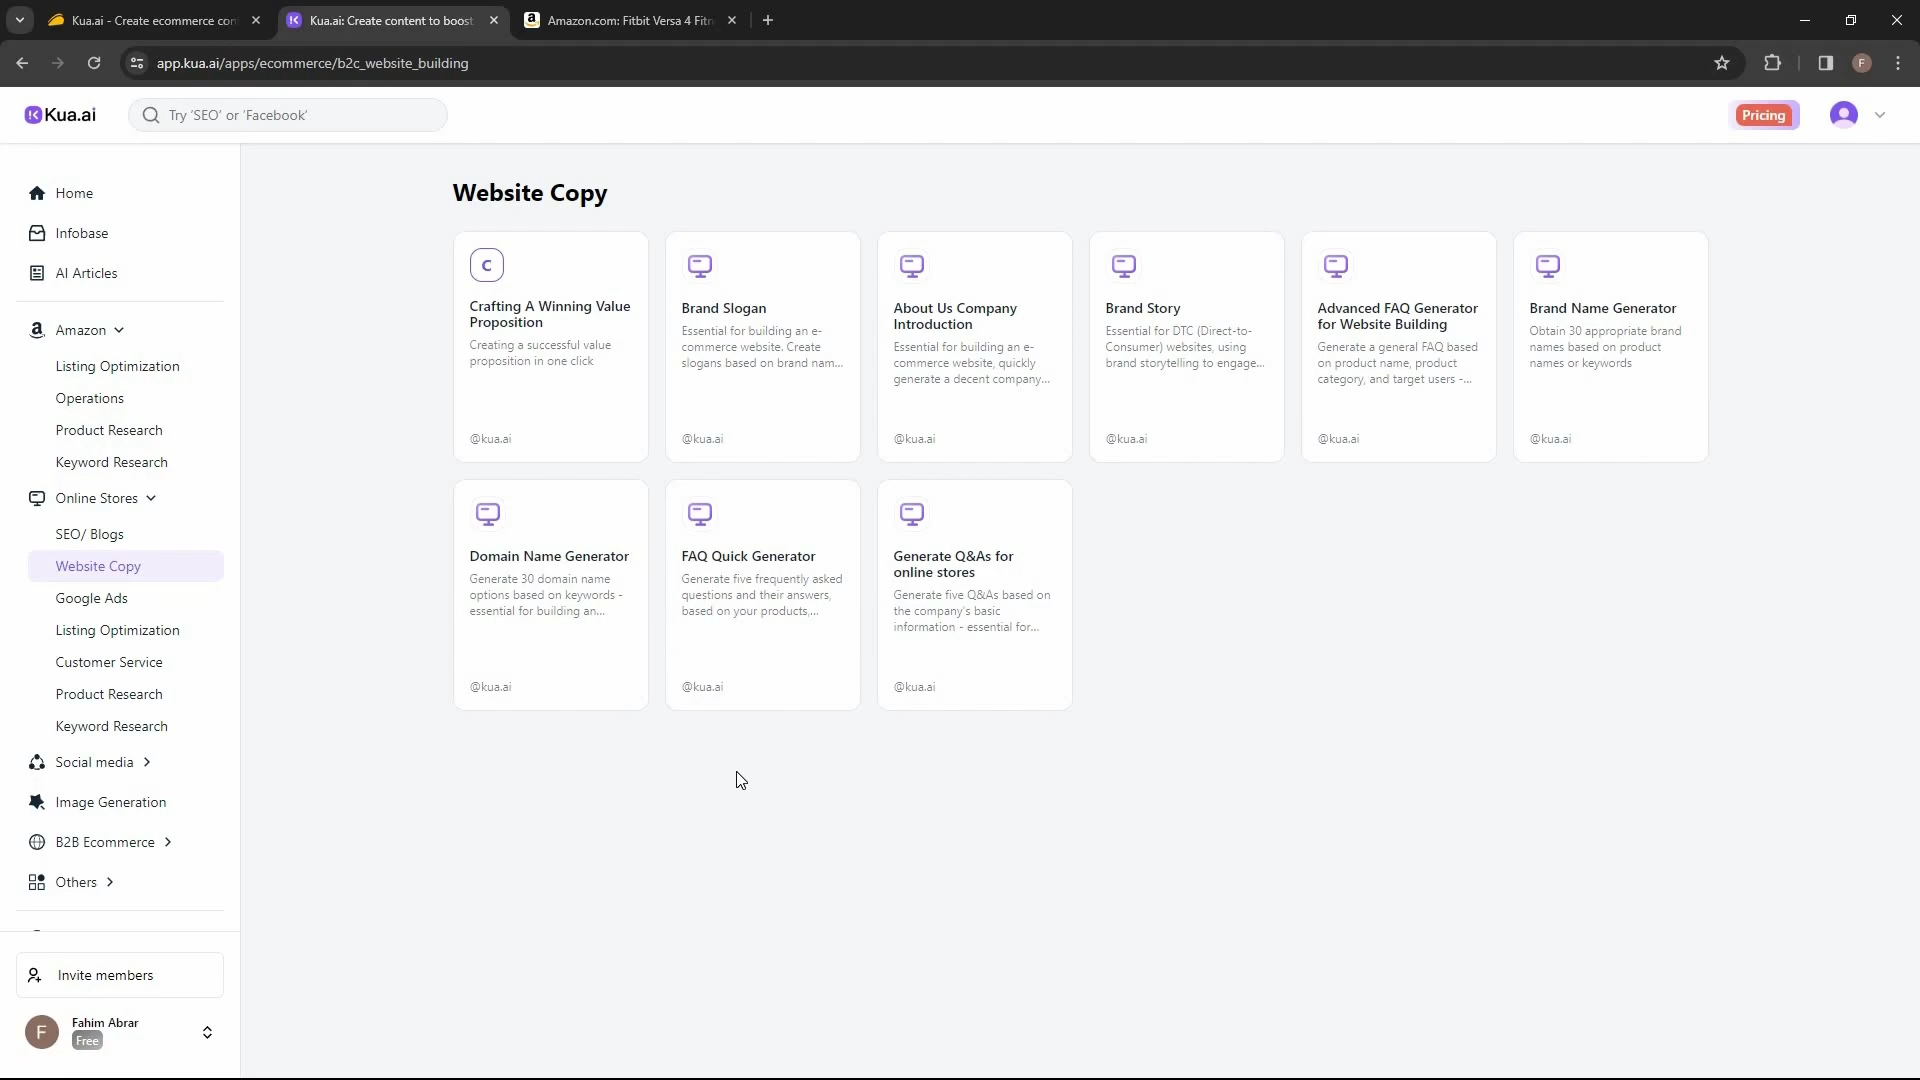 Kua.ai - Create ecommerce con
Kua.ai: Create content to boost
Amazon.com: Fitbit Versa 4 Fitn
app.kua.ai/apps/ecommerce/b2c_website_building
F
Kua.ai
Try 'SEO' or 'Facebook'
Pricing
Home
Infobase
AI Articles
Amazon
Listing Optimization
Operations
Product Research
Keyword Research
Online Stores
SEO/ Blogs
Website Copy
Google Ads
Listing Optimization
Customer Service
Product Research
Keyword Research
Social media
Image Generation
B2B Ecommerce
Others
Invite members
F
Fahim Abrar
Free
Website Copy
C
Crafting A Winning Value
Proposition
Creating a successful value
proposition in one click
@kua.ai
Brand Slogan
Essential for building an e-
commerce website. Create
slogans based on brand nam...
@kua.ai
About Us Company
Introduction
Essential for building an e-
commerce website, quickly
generate a decent company...
@kua.ai
Brand Story
Essential for DTC (Direct-to-
Consumer) websites, using
brand storytelling to engage...
@kua.ai
Advanced FAQ Generator
for Website Building
Generate a general FAQ based
on product name, product
category, and target users -...
@kua.ai
Brand Name Generator
Obtain 30 appropriate brand
names based on product
names or keywords
@kua.ai
Domain Name Generator
Generate 30 domain name
options based on keywords -
essential for building an...
@kua.ai
FAQ Quick Generator
Generate five frequently asked
questions and their answers,
based on your products,...
@kua.ai
Generate Q&As for
online stores
Generate five Q&As based on
the company's basic
information - essential for...
@kua.ai